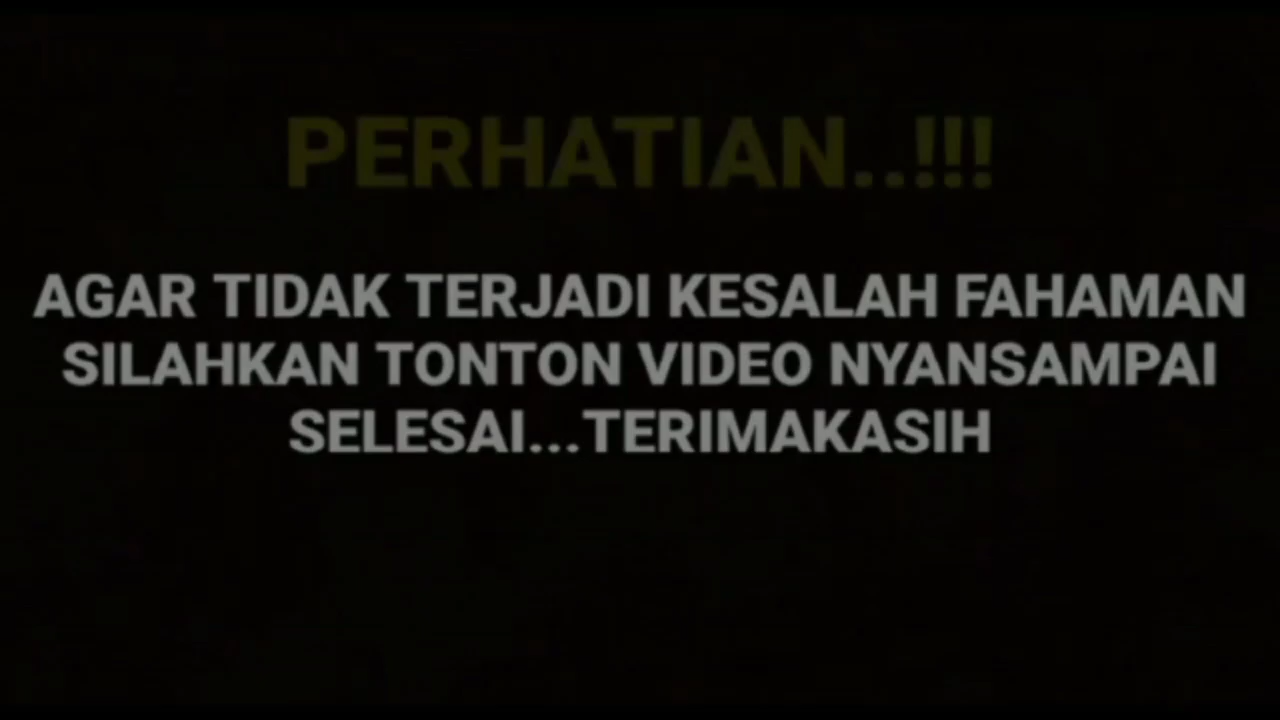 PERHATIAN..!!!
AGAR TIDAK TERJADI KESALAH FAHAMAN
SILAHKAN TONTON VIDEO NYANSAMPAI
SELESAI...TERIMAKASIH